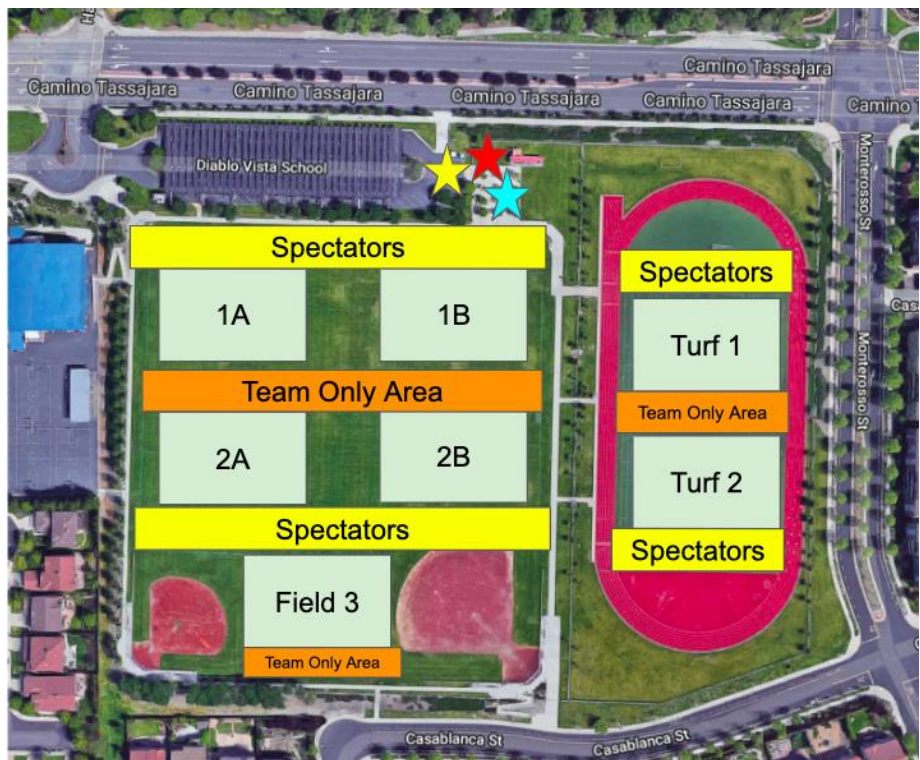 Ha
Camino Tassajara
Camino Tassajara
Camino Tassajara
Camino Tassajara
Camino Tassajara
Camino
Diablo Vista School
Monterosso St
Spectators
Spectators
1A
1B
Turf 1
Cas
Monterosso St
Team Only Area
Team Only Area
2A
2B
Turf 2
Spectators
Spectators
Field 3
Team Only Area
Casablanca St
Casablanca St